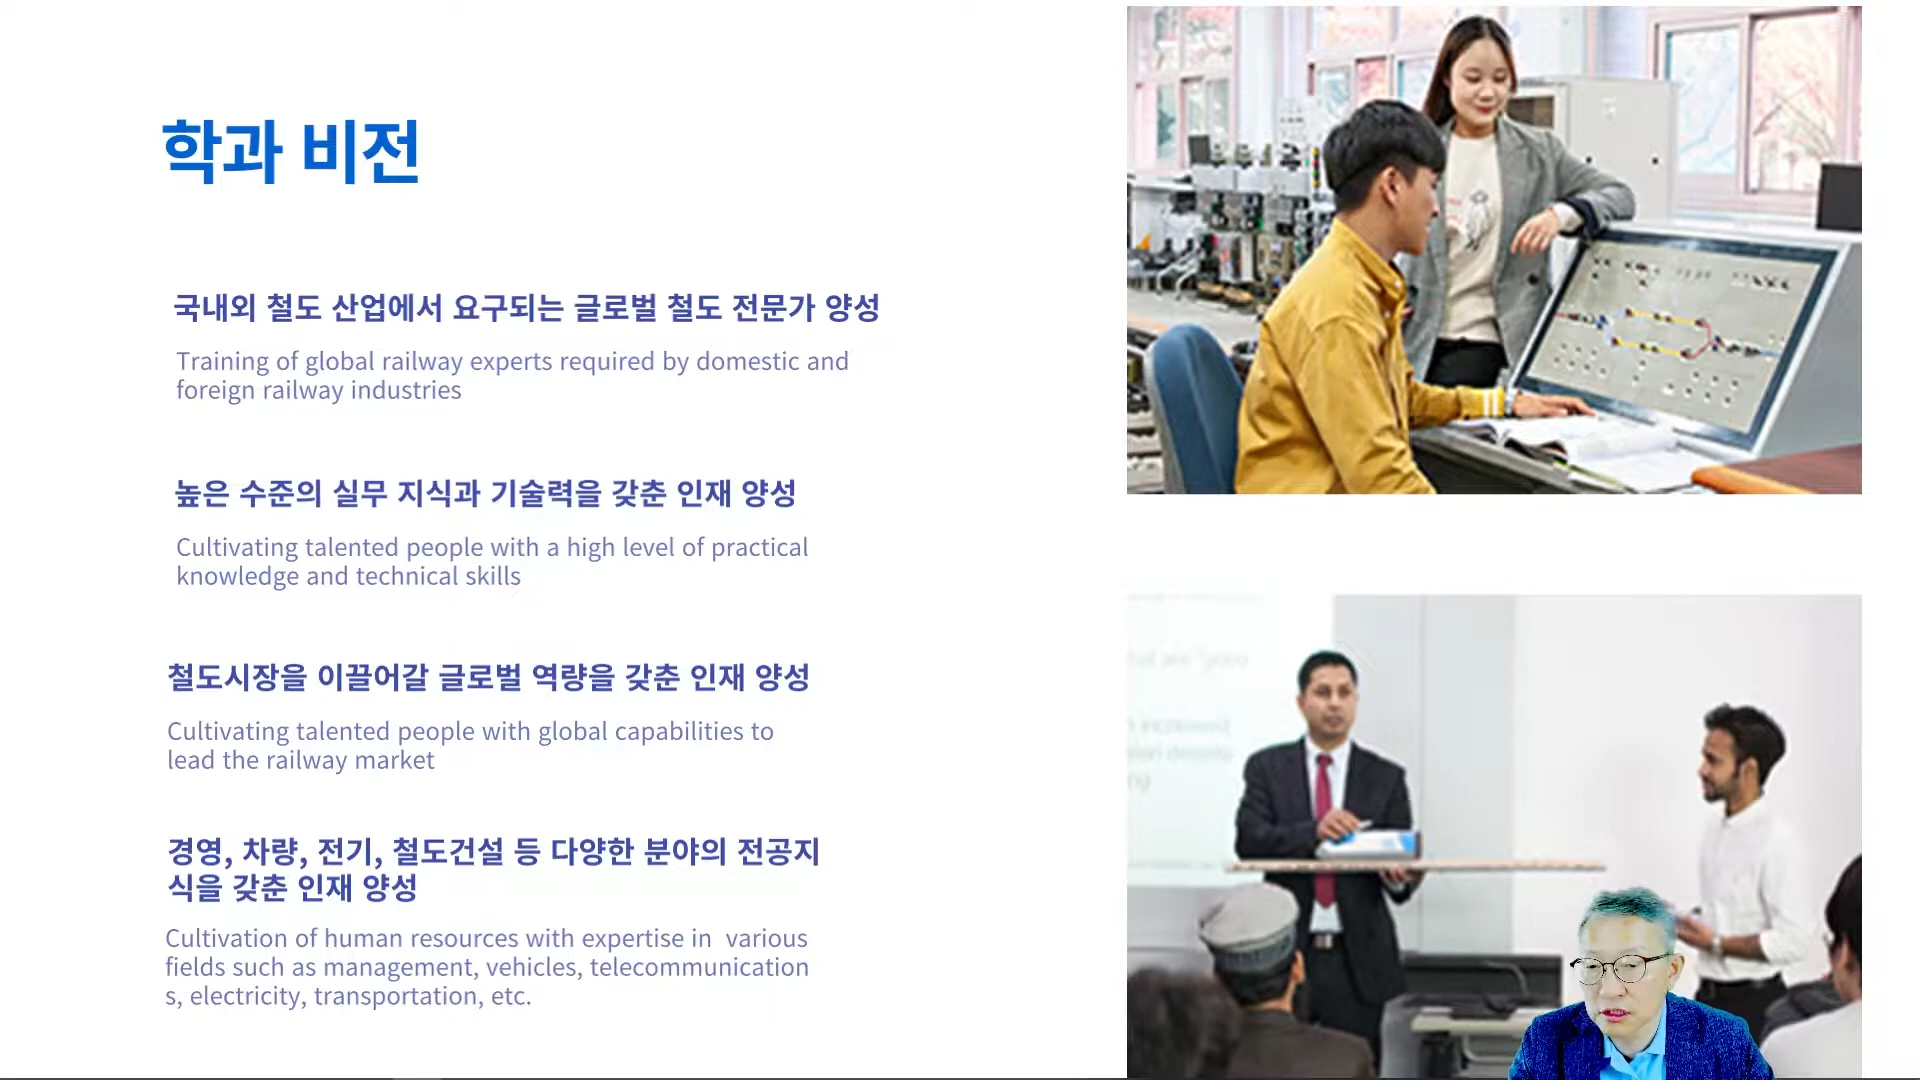 학과 비전
국내외 철도 산업에서 요구되는 글로벌 철도 전문가 양성
Training of global railway experts required by domestic and
foreign railway industries
높은 수준의 실무 지식과 기술력을 갖춘 인재 양성
Cultivating talented people with a high level of practical
knowledge and technical skills
철도시장을 이끌어갈 글로벌 역량을 갖춘 인재 양성
Cultivating talented people with global capabilities to
lead the railway market
경영, 차량, 전기, 철도건설 등 다양한 분야의 전공지
식을 갖춘 인재 양성
Cultivation of human resources with expertise in  various
fields such as management, vehicles, telecommunication
s, electricity, transportation, etc.